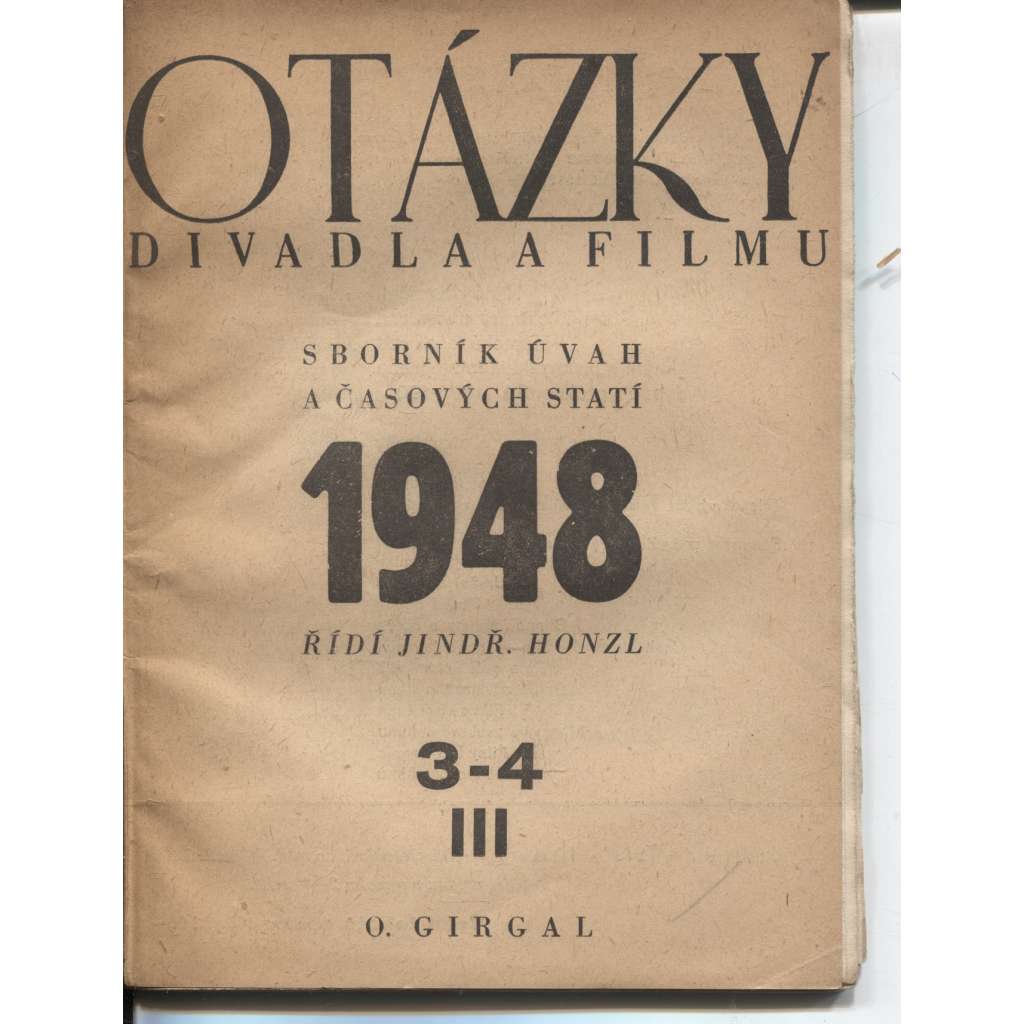 OTÁZKY
DIVADLA A FILMU
SBORNÍK ÚVAH
A ČASOVÝCH STATÍ
1948
ŘÍDÍ JINDŘ. HONZL
3-4
III
O. GIRGAL